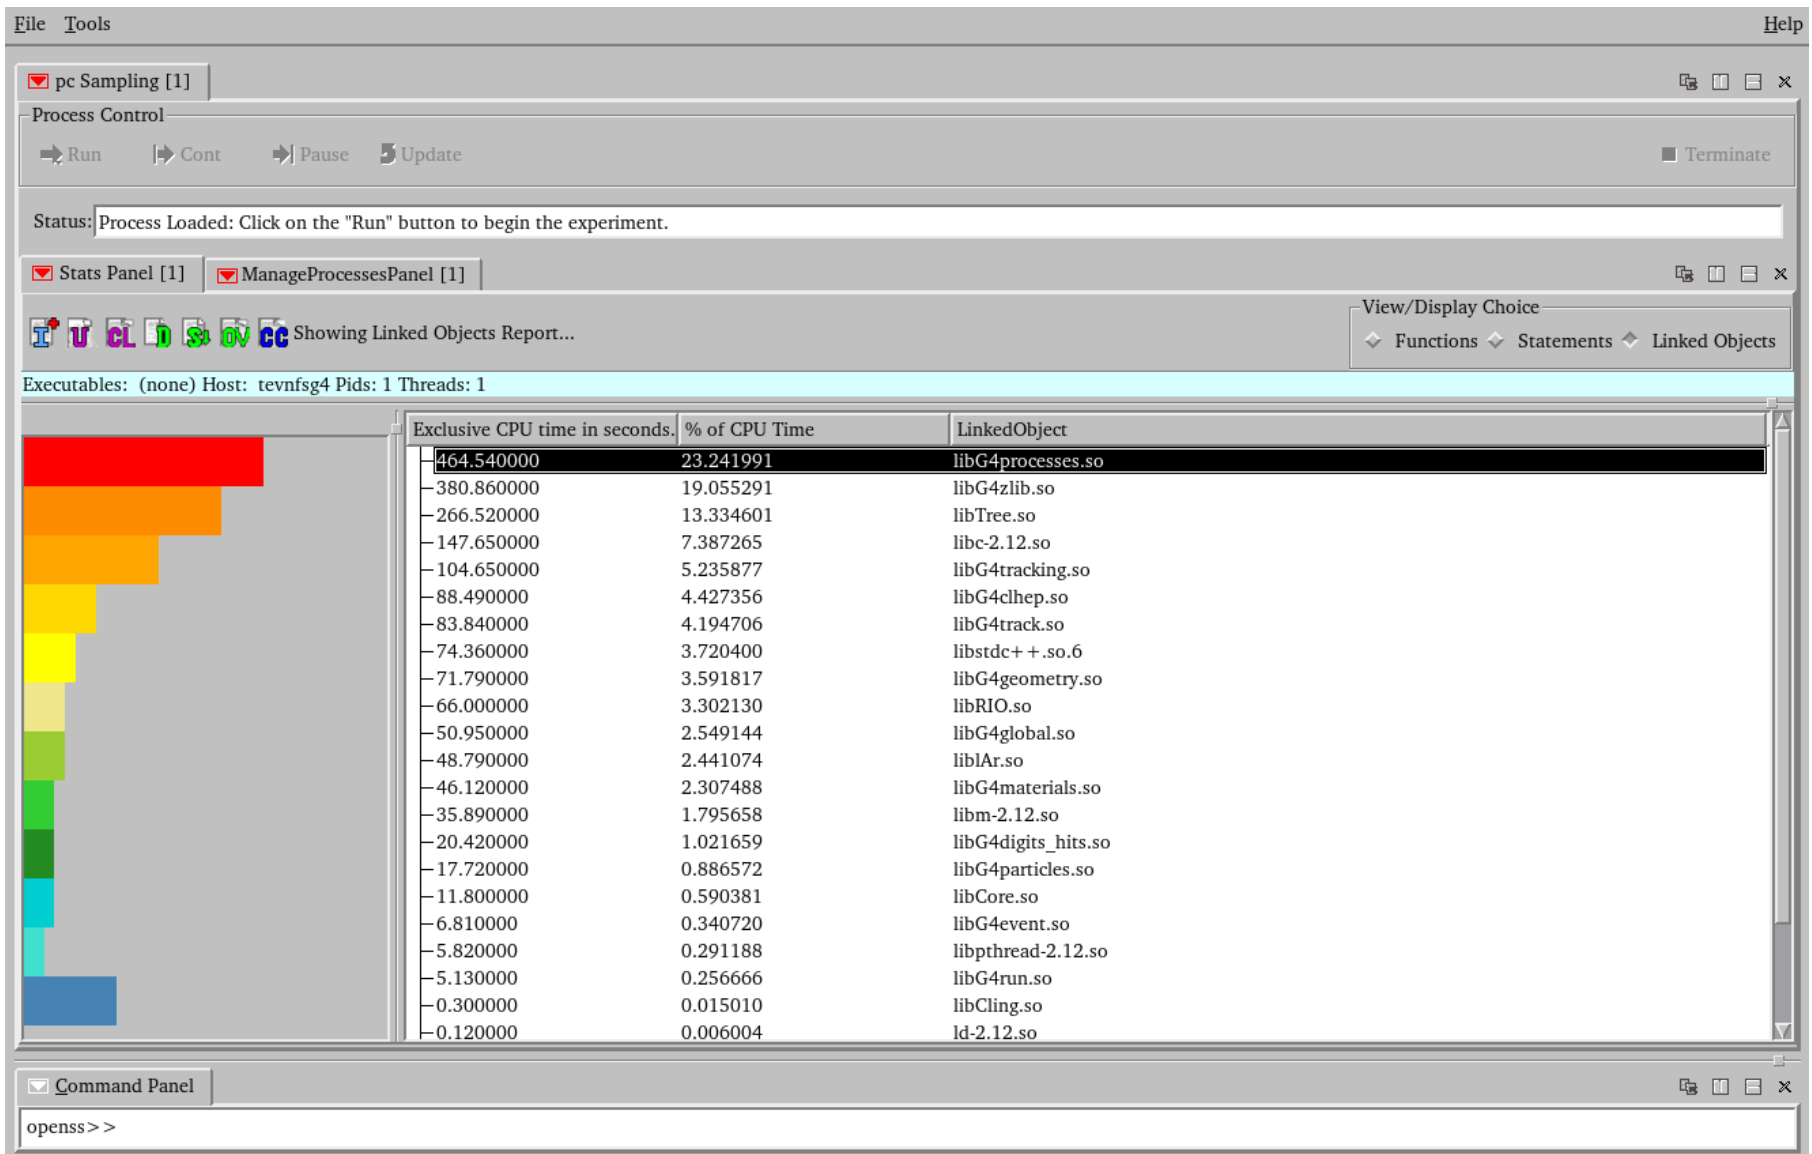 File Tools Help
pc Sampling [1]
Process Control
Run Cont Pause Update Terminate
Status: Process Loaded: Click on the "Run" button to begin the experiment.
Stats Panel [1] ManageProcessesPanel [1]
View/Display Choice
I U CL D S OV CC Showing Linked Objects Report... Functions Statements Linked Objects
Executables: (none) Host: tevnfsg4 Pids: 1 Threads: 1
Exclusive CPU time in seconds. % of CPU Time LinkedObject
464.540000 23.241991 libG4processes.so
380.860000 19.055291 libG4zlib.so
266.520000 13.334601 libTree.so
147.650000 7.387265 libc-2.12.so
104.650000 5.235877 libG4tracking.so
88.490000 4.427356 libG4clhep.so
83.840000 4.194706 libG4track.so
74.360000 3.720400 libstdc++.so.6
71.790000 3.591817 libG4geometry.so
66.000000 3.302130 libRIO.so
50.950000 2.549144 libG4global.so
48.790000 2.441074 liblAr.so
46.120000 2.307488 libG4materials.so
35.890000 1.795658 libm-2.12.so
20.420000 1.021659 libG4digits_hits.so
17.720000 0.886572 libG4particles.so
11.800000 0.590381 libCore.so
6.810000 0.340720 libG4event.so
5.820000 0.291188 libpthread-2.12.so
5.130000 0.256666 libG4run.so
0.300000 0.015010 libCling.so
0.120000 0.006004 ld-2.12.so
Command Panel
openss>>